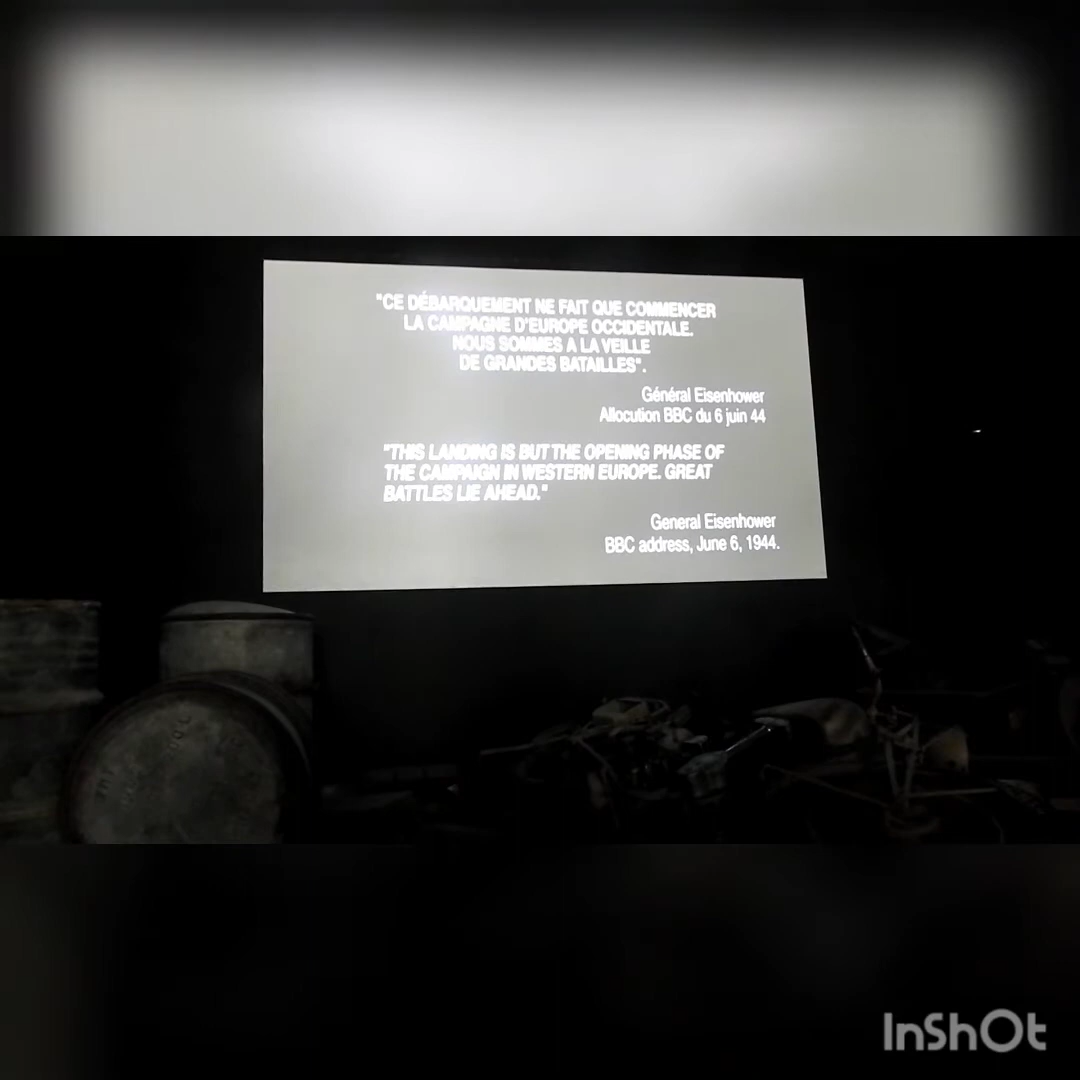 "CE DÉBARQUEMENT NE FAIT QUE COMMENCER
LA CAMPAGNE D'EUROPE OCCIDENTALE.
NOUS SOMMES A LA VEILLE
DE GRANDES BATAILLES".
Général Eisenhower
Allocution BBC du 6 juin 44
"THIS LANDING IS BUT THE OPENING PHASE OF
THE CAMPAIGN IN WESTERN EUROPE. GREAT
BATTLES LIE AHEAD."
General Eisenhower
BBC address, June 6, 1944.
InShOt